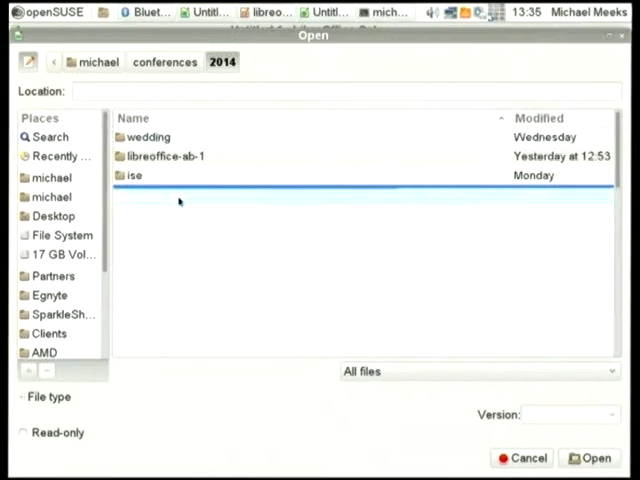 openSUSE Bluet... Untitl... libreo... Untitl... mich... 13:35 Michael Meeks
Open
michael conferences 2014
Location:
Places Name Modified
Search wedding Wednesday
Recently ... libreoffice-ab-1 Yesterday at 12:53
michael ise Monday
michael
Desktop
File System
17 GB Vol...
Partners
Egnyte
SparkleSh...
Clients
AMD
All files
File type
Version:
Read-only
Cancel Open